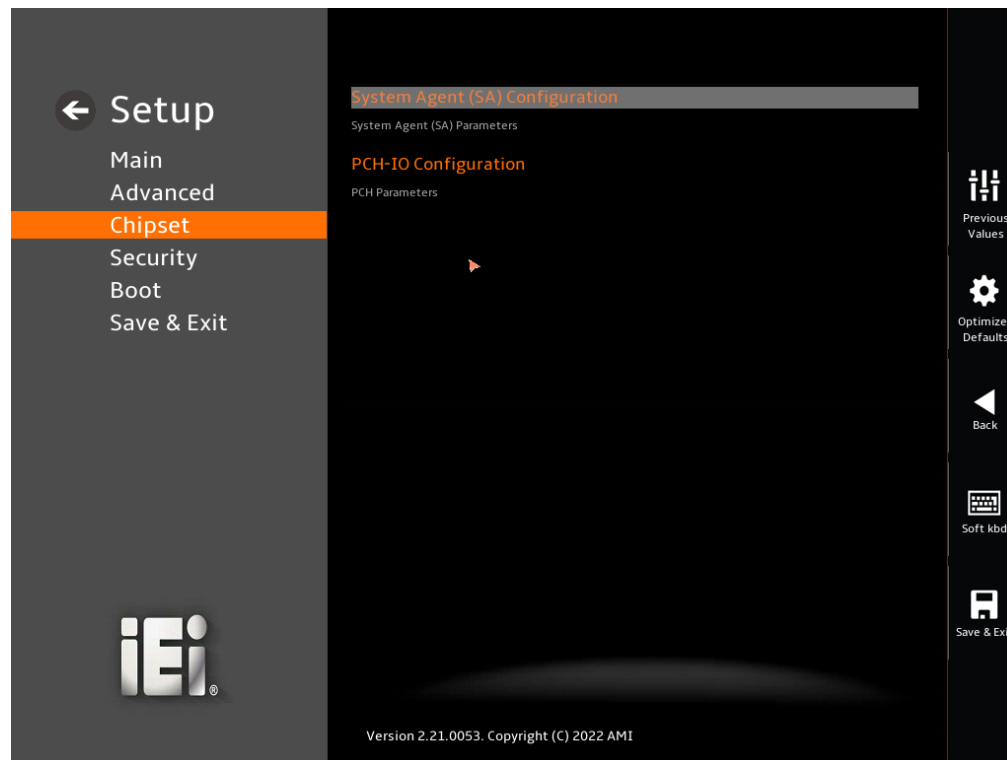 Setup
Main
Advanced
Chipset
Security
Boot
Save & Exit
System Agent (SA) Configuration
System Agent (SA) Parameters
PCH-IO Configuration
PCH Parameters
Previous
Values
Optimize
Defaults
Back
Soft kbd
Save & Exi
iEi®
Version 2.21.0053. Copyright (C) 2022 AMI